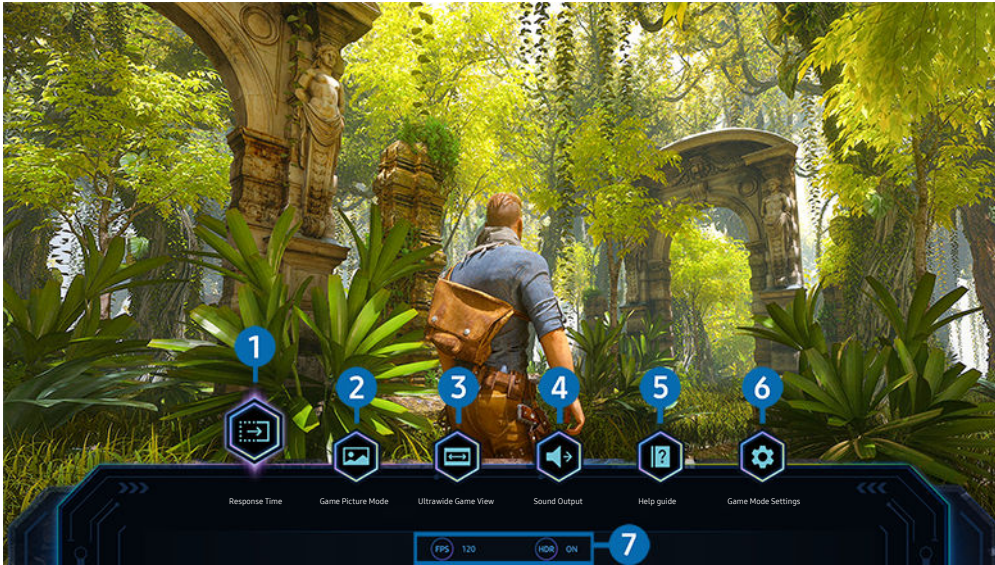 1
2
3
4
5
6
Response Time
Game Picture Mode
Ultrawide Game View
Sound Output
Help guide
Game Mode Settings
FPS 120 HDR ON
7